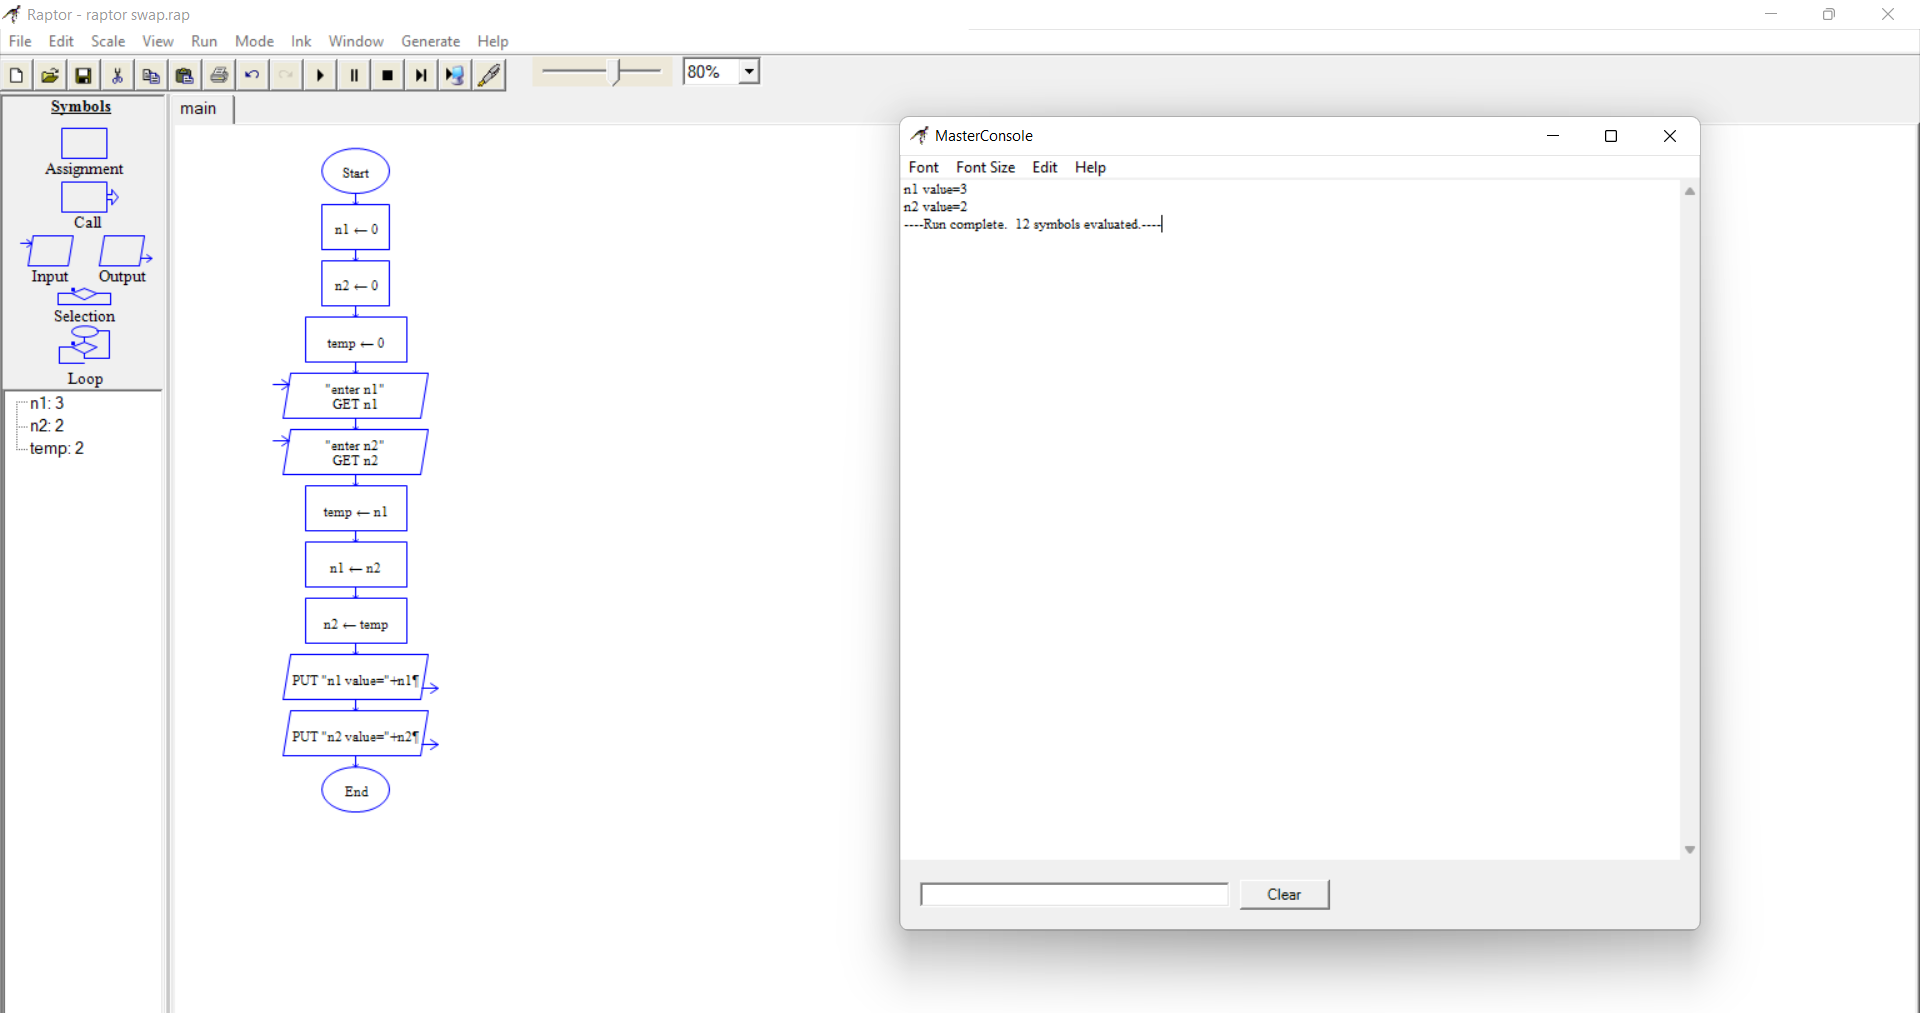 Raptor - raptor swap.rap
File Edit Scale View Run Mode Ink Window Generate Help
80%
Symbols
Assignment
Call
Input Output
Selection
Loop
n1: 3
n2: 2
temp: 2
main
Start
n1 ← 0
n2 ← 0
temp ← 0
"enter n1"
GET n1
"enter n2"
GET n2
temp ← n1
n1 ← n2
n2 ← temp
PUT "n1 value="+n1¶
PUT "n2 value="+n2¶
End
MasterConsole
Font Font Size Edit Help
n1 value=3
n2 value=2
----Run complete. 12 symbols evaluated.----
Clear